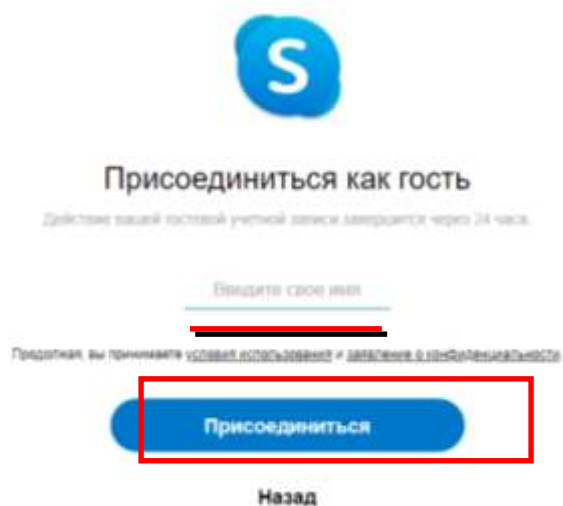 S
Присоединиться как гость
Действие вашей гостевой учетной записи завершится через 24 часа.
Введите свое имя
Продолжая, вы принимаете условия использования и заявление о конфиденциальности.
Присоединиться
Назад